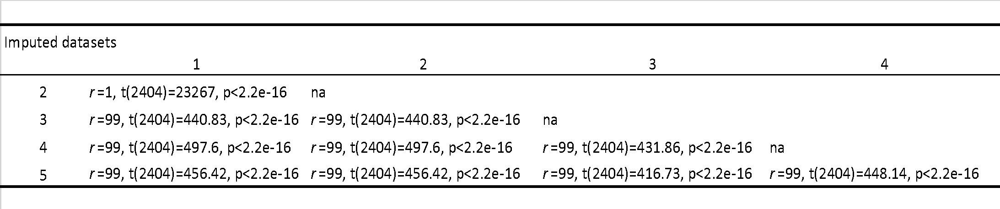 Imputed datasets
1 2 3 4
2 r=1, t(2404)=23267, p<2.2e-16 na
3 r=99, t(2404)=440.83, p<2.2e-16 r=99, t(2404)=440.83, p<2.2e-16 na
4 r=99, t(2404)=497.6, p<2.2e-16 r=99, t(2404)=497.6, p<2.2e-16 r=99, t(2404)=431.86, p<2.2e-16 na
5 r=99, t(2404)=456.42, p<2.2e-16 r=99, t(2404)=456.42, p<2.2e-16 r=99, t(2404)=416.73, p<2.2e-16 r=99, t(2404)=448.14, p<2.2e-16